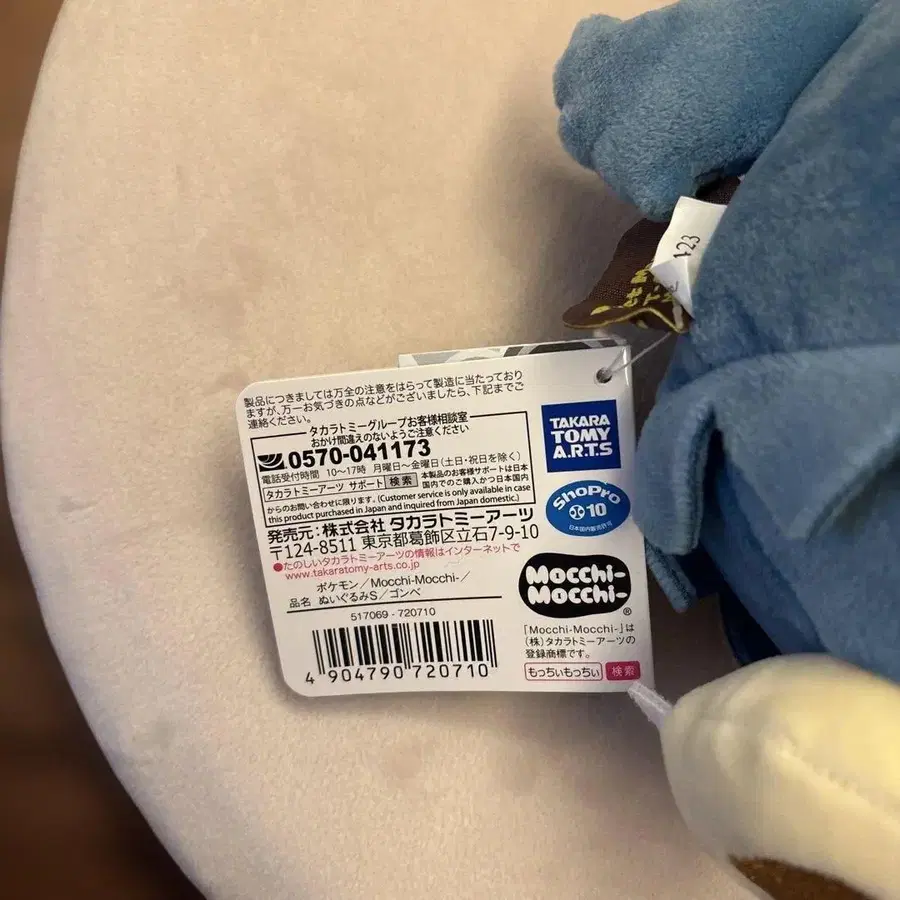 製品につきましては万全の注意をはらって製造に当たっており
ますが、万一お気づきの点などがございましたら、下記までご
連絡ください。
タカラトミーグループお客様相談室
おかけ間違えのないようご注意ください
0570-041173
電話受付時間 10〜17時 月曜日〜金曜日(土・日・祝日を除く)
タカラトミーアーツ サポート 検索 本製品のお客様サポートは日本
国内でのご購入かつ日本国内
からのお問い合わせに限ります。(Customer service is only available in case
this product purchased in Japan and inquired from Japan domestic.)
発売元:株式会社 タカラトミーアーツ
〒124-8511 東京都葛飾区立石7-9-10
●たのしいタカラトミーアーツの情報はインターネットで
www.takaratomy-arts.co.jp
品名 ポケモン/Mocchi-Mocchi-/
ぬいぐるみS/ゴンベ
517069 - 720710
4 904790 720710
TAKARA
TOMY
A.R.T.S
ShoPro
10
日本国内販売許可
Mocchi-
Mocchi-
®
「Mocchi-Mocchi-」は
(株)タカラトミーアーツの
登録商標です。
もっちぃもっちぃ 検索